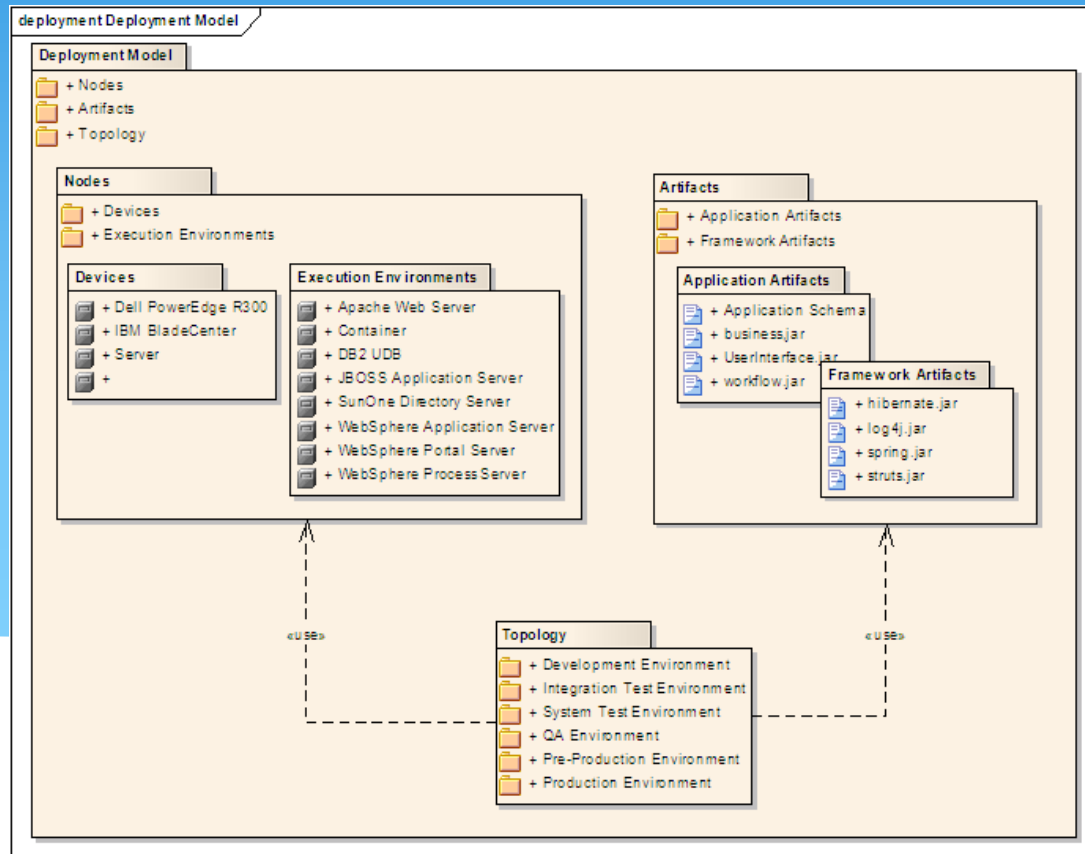 deployment Deployment Model
Deployment Model
+ Nodes
+ Artifacts
+ Topology
Nodes
+ Devices
+ Execution Environments
Devices
+ Dell PowerEdge R300
+ IBM BladeCenter
+ Server
+
Execution Environments
+ Apache Web Server
+ Container
+ DB2 UDB
+ JBOSS Application Server
+ SunOne Directory Server
+ WebSphere Application Server
+ WebSphere Portal Server
+ WebSphere Process Server
Artifacts
+ Application Artifacts
+ Framework Artifacts
Application Artifacts
+ Application Schema
+ business.jar
+ UserInterface.jar
+ workflow.jar
Framework Artifacts
+ hibernate.jar
+ log4j.jar
+ spring.jar
+ struts.jar
«use»
«use»
Topology
+ Development Environment
+ Integration Test Environment
+ System Test Environment
+ QA Environment
+ Pre-Production Environment
+ Production Environment